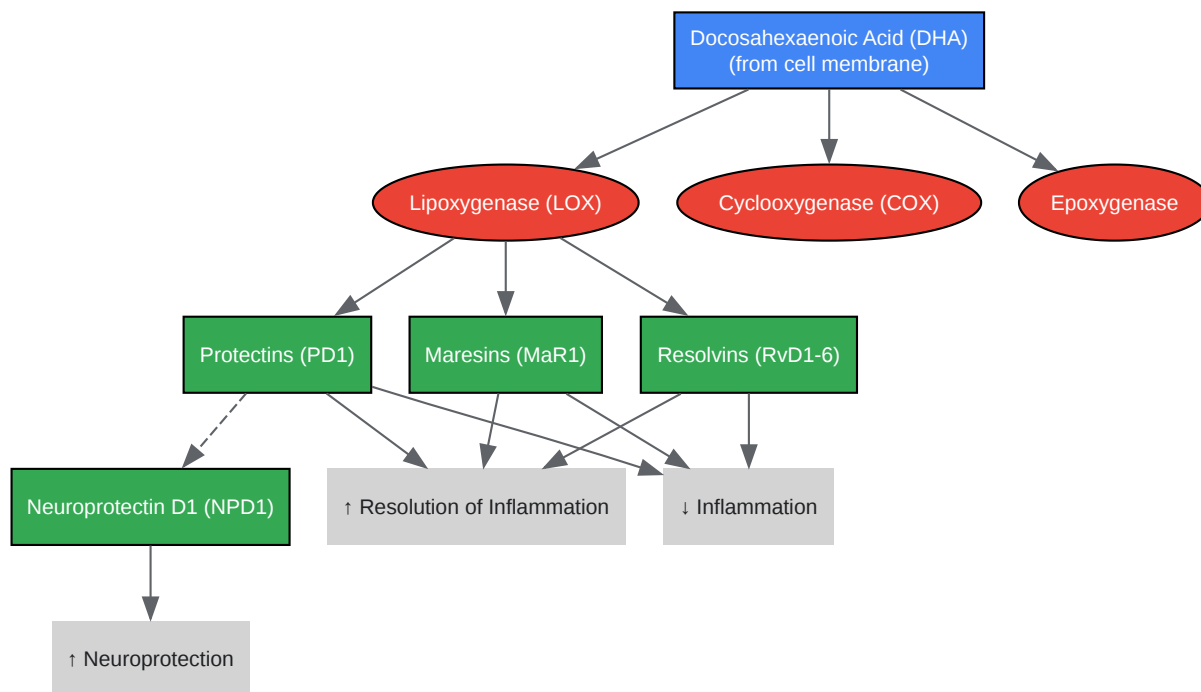 Docosahexaenoic Acid (DHA)
(from cell membrane)
Lipoxygenase (LOX)
Cyclooxygenase (COX)
Epoxygenase
Protectins (PD1)
Maresins (MaR1)
Resolvins (RvD1-6)
Neuroprotectin D1 (NPD1)
↑ Resolution of Inflammation
↓ Inflammation
↑ Neuroprotection